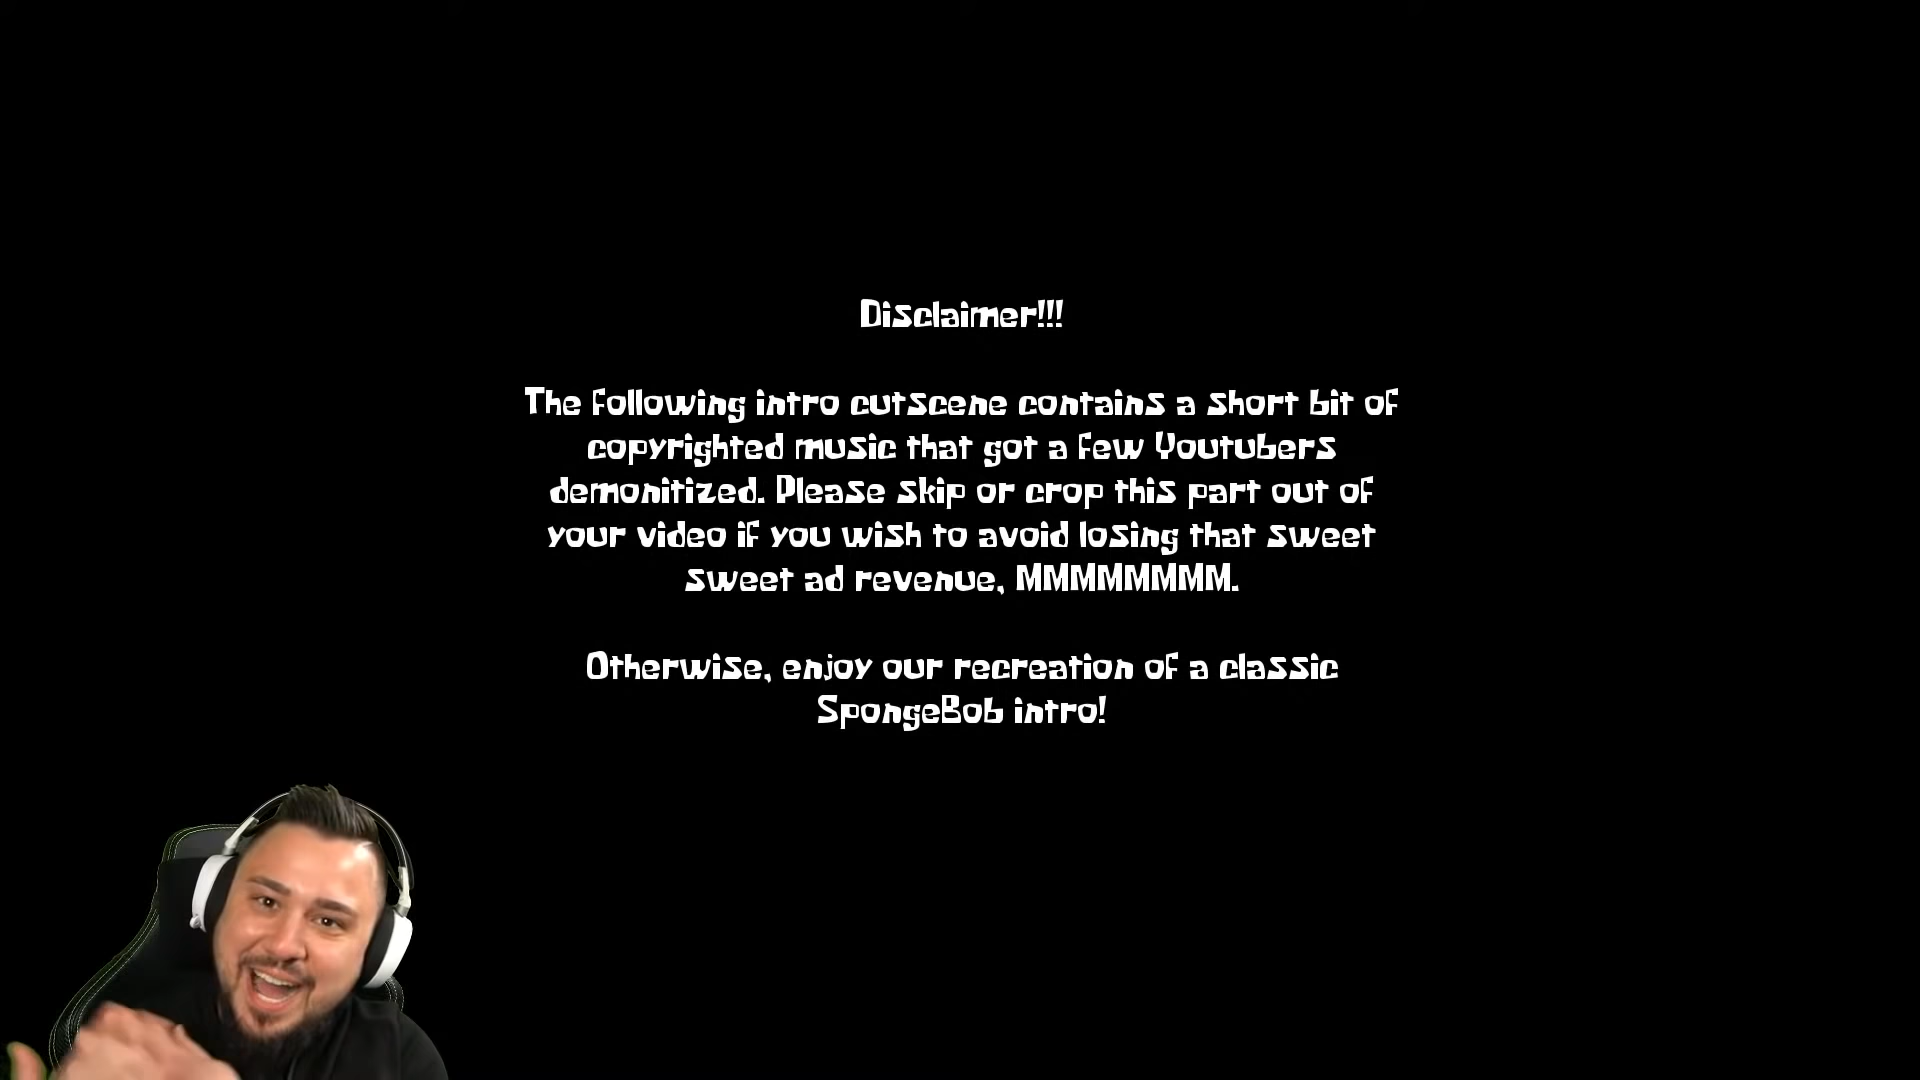 Disclaimer!!!
The following intro cutscene contains a short bit of
copyrighted music that got a few Youtubers
demonitized. Please skip or crop this part out of
your video if you wish to avoid losing that sweet
sweet ad revenue, MMMMMMMM.
Otherwise, enjoy our recreation of a classic
SpongeBob intro!